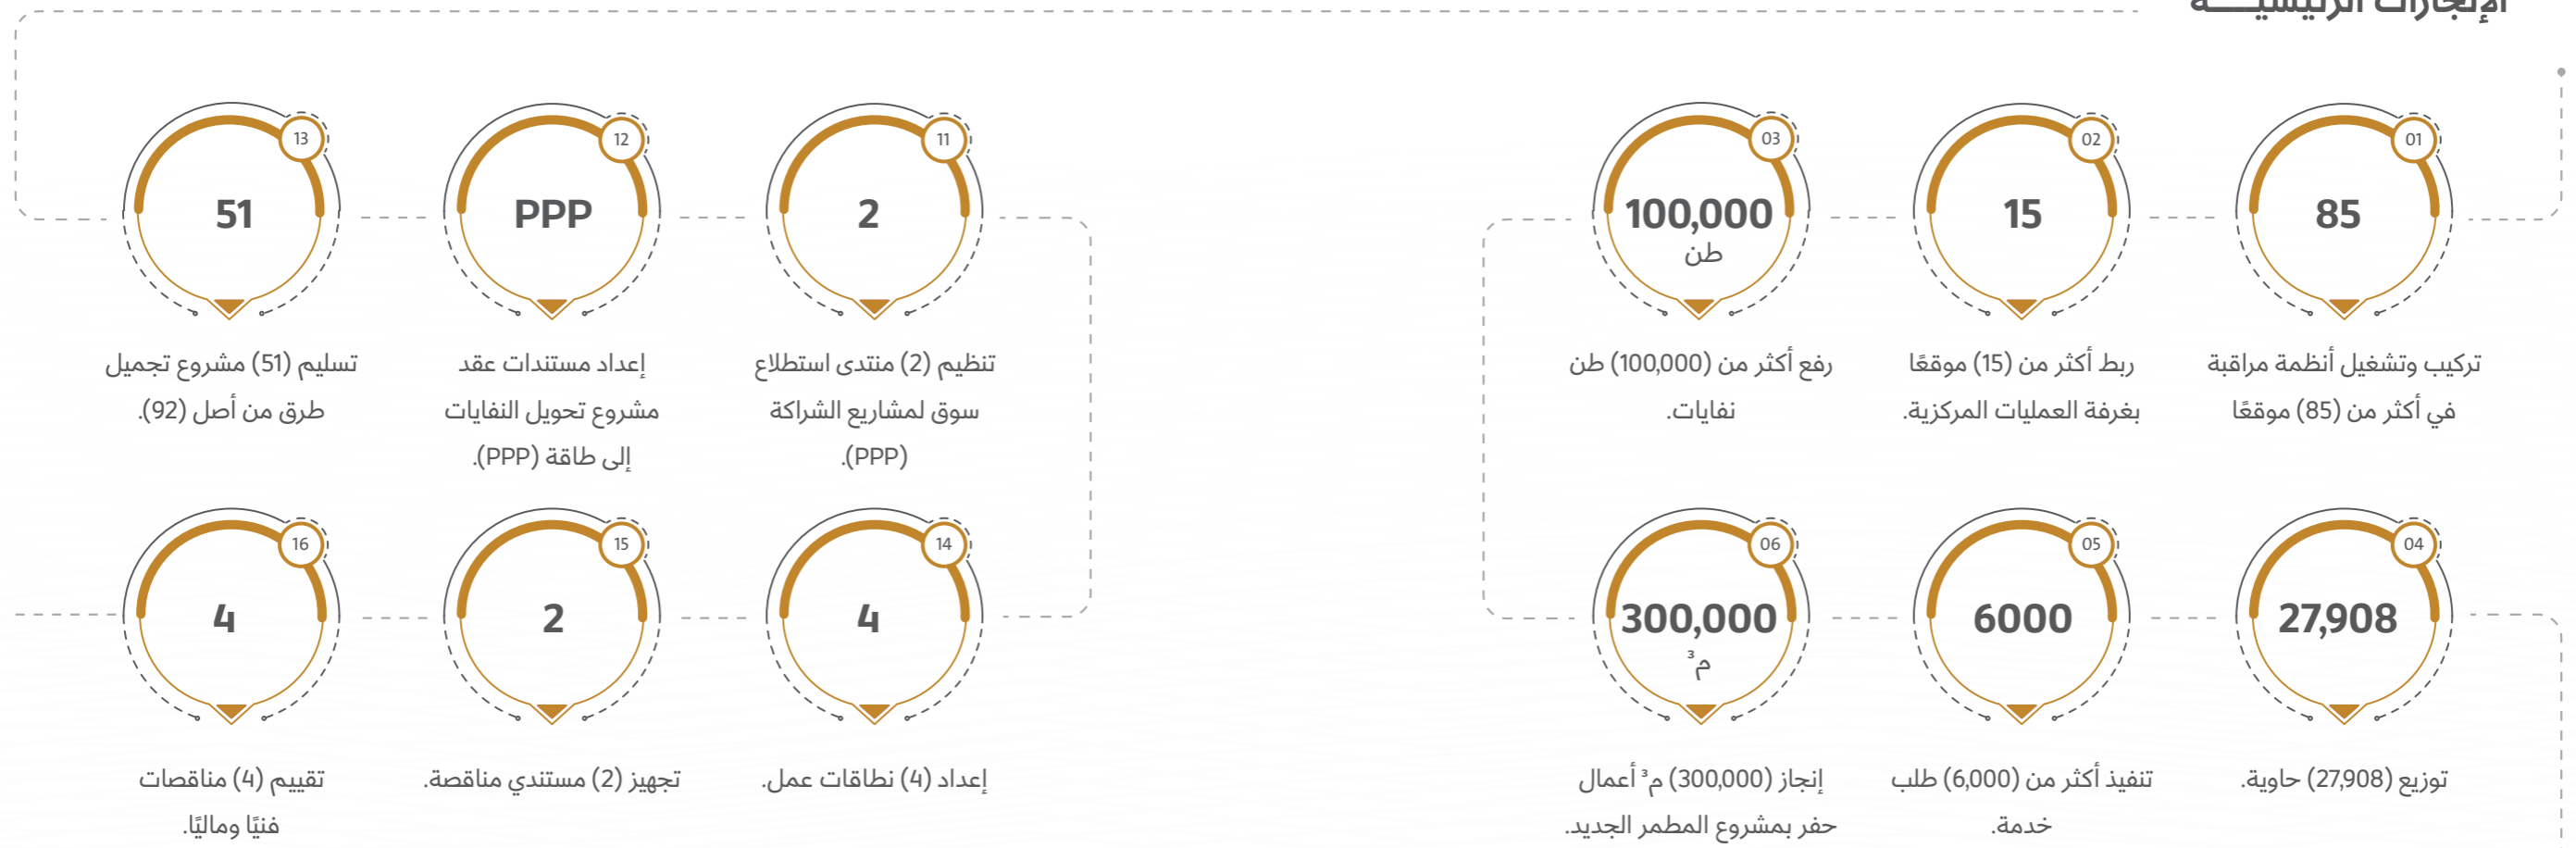 الإنجازات الرئيسيـــة
01
85
تركيب وتشغيل أنظمة مراقبة
في أكثر من (85) موقعًا
02
15
ربط أكثر من (15) موقعًا
بغرفة العمليات المركزية.
03
100,000
طن
رفع أكثر من (100,000) طن
نفايات.
04
27,908
توزيع (27,908) حاوية.
05
6000
تنفيذ أكثر من (6,000) طلب
خدمة.
06
300,000
م³
إنجاز (300,000) م³ أعمال
حفر بمشروع المطمر الجديد.
11
2
تنظيم (2) منتدى استطلاع
سوق لمشاريع الشراكة
(PPP).
12
PPP
إعداد مستندات عقد
مشروع تحويل النفايات
إلى طاقة (PPP).
13
51
تسليم (51) مشروع تجميل
طرق من أصل (92).
14
4
إعداد (4) نطاقات عمل.
15
2
تجهيز (2) مستندي مناقصة.
16
4
تقييم (4) مناقصات
فنيًا وماليًا.